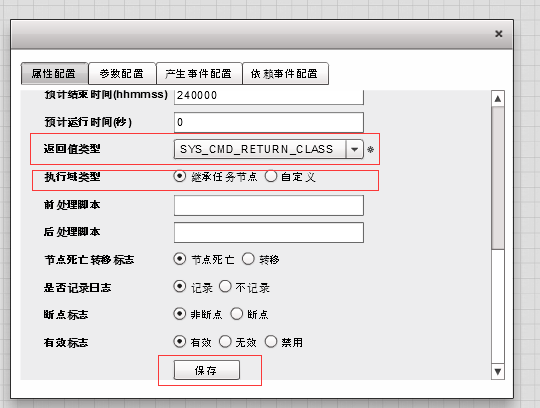 属性配置 参数配置 产生事件配置 依赖事件配置
预计结束时间(hhmmss) 240000
预计运行时间(秒) 0
返回值类型 SYS_CMD_RETURN_CLASS *
执行域类型 继承任务节点 自定义
前处理脚本
后处理脚本
节点死亡转移标志 节点死亡 转移
是否记录日志 记录 不记录
断点标志 非断点 断点
有效标志 有效 无效 禁用
保存